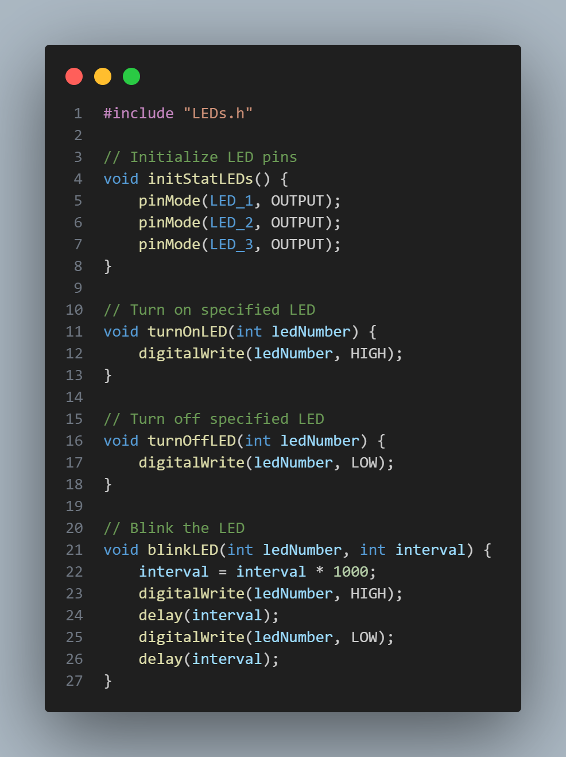 1 #include "LEDs.h"
2
3 // Initialize LED pins
4 void initStatLEDs() {
5     pinMode(LED_1, OUTPUT);
6     pinMode(LED_2, OUTPUT);
7     pinMode(LED_3, OUTPUT);
8 }
9
10 // Turn on specified LED
11 void turnOnLED(int ledNumber) {
12     digitalWrite(ledNumber, HIGH);
13 }
14
15 // Turn off specified LED
16 void turnOffLED(int ledNumber) {
17     digitalWrite(ledNumber, LOW);
18 }
19
20 // Blink the LED
21 void blinkLED(int ledNumber, int interval) {
22     interval = interval * 1000;
23     digitalWrite(ledNumber, HIGH);
24     delay(interval);
25     digitalWrite(ledNumber, LOW);
26     delay(interval);
27 }